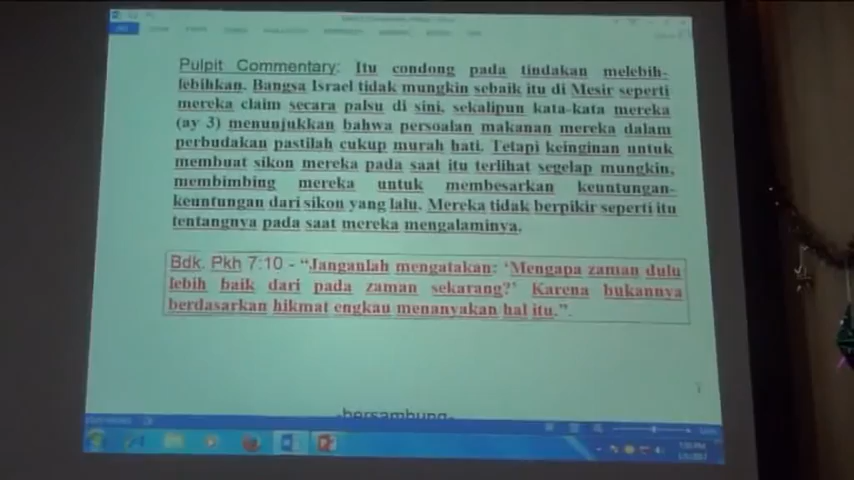 Pulpit Commentary: Itu condong pada tindakan melebih-
lebihkan. Bangsa Israel tidak mungkin sebaik itu di Mesir seperti
mereka claim secara palsu di sini, sekalipun kata-kata mereka
(ay 3) menunjukkan bahwa persoalan makanan mereka dalam
perbudakan pastilah cukup murah hati. Tetapi keinginan untuk
membuat sikon mereka pada saat itu terlihat segelap mungkin,
membimbing mereka untuk membesarkan keuntungan-
keuntungan dari sikon yang lalu. Mereka tidak berpikir seperti itu
tentangnya pada saat mereka mengalaminya.
Bdk. Pkh 7:10 - “Janganlah mengatakan: ‘Mengapa zaman dulu
lebih baik dari pada zaman sekarang?’ Karena bukannya
berdasarkan hikmat engkau menanyakan hal itu.”.
-bersambung-